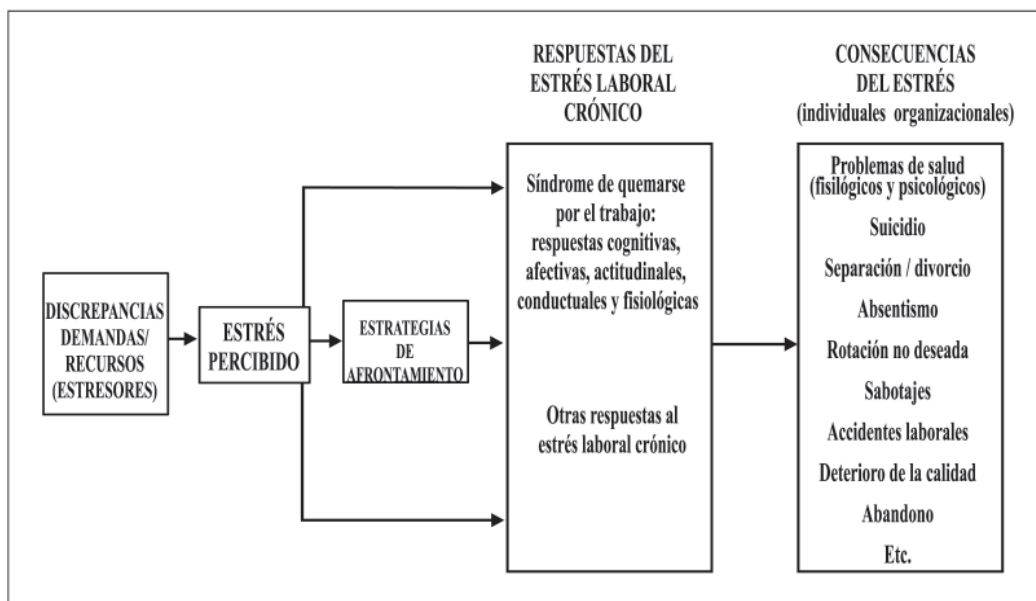 RESPUESTAS DEL
ESTRÉS LABORAL
CRÓNICO
CONSECUENCIAS
DEL ESTRÉS
(individuales organizacionales)
DISCREPANCIAS
DEMANDAS/
RECURSOS
(ESTRESORES)
ESTRÉS
PERCIBIDO
ESTRATEGIAS
DE
AFRONTAMIENTO
Síndrome de quemarse
por el trabajo:
respuestas cognitivas,
afectivas, actitudinales,
conductuales y fisiológicas
Otras respuestas al
estrés laboral crónico
Problemas de salud
(fisilógicos y psicológicos)
Suicidio
Separación / divorcio
Absentismo
Rotación no deseada
Sabotajes
Accidentes laborales
Deterioro de la calidad
Abandono
Etc.